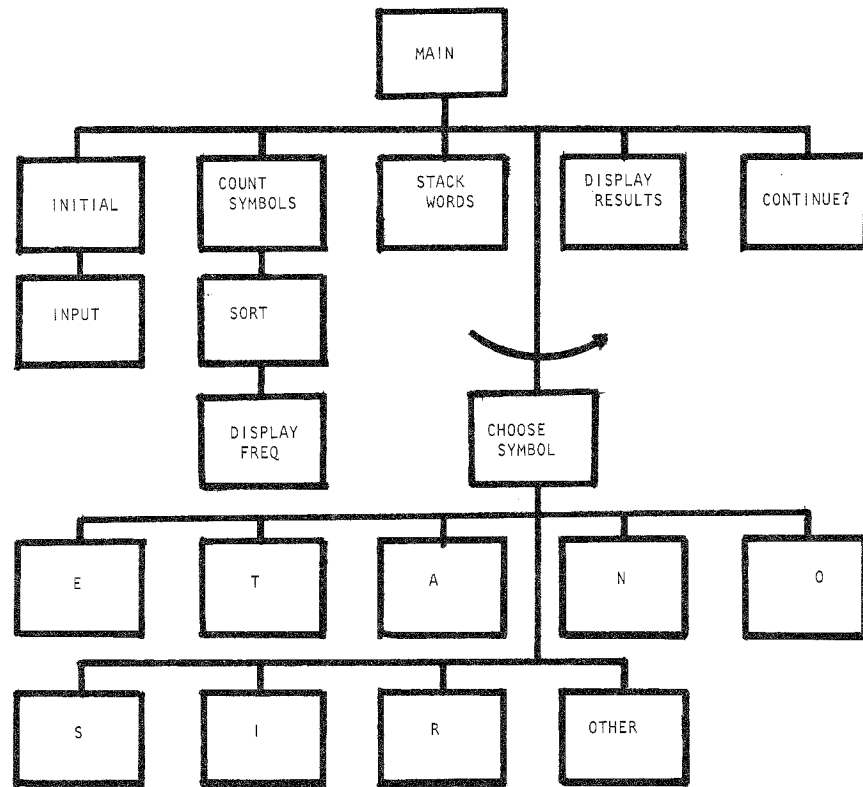 MAIN
INITIAL
COUNT
SYMBOLS
STACK
WORDS
DISPLAY
RESULTS
CONTINUE?
INPUT
SORT
DISPLAY
FREQ
CHOOSE
SYMBOL
E
T
A
N
O
S
I
R
OTHER